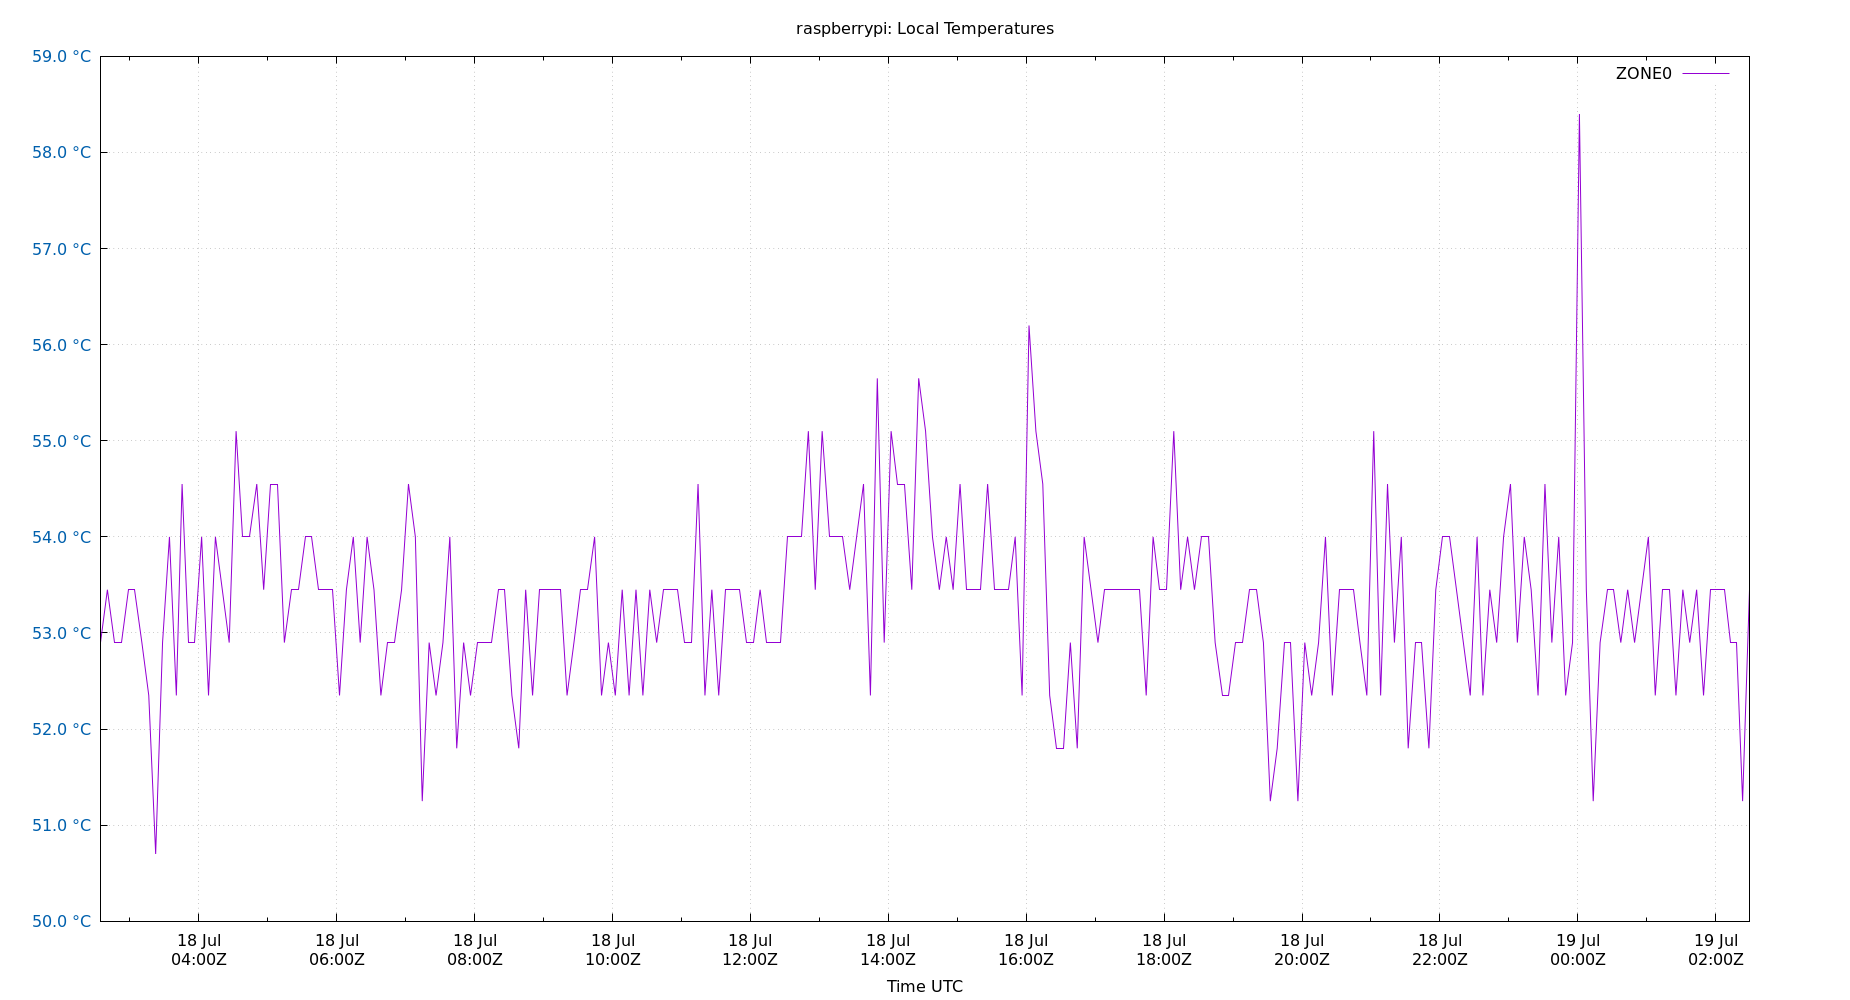 raspberrypi: Local Temperatures
ZONE0
59.0 °C
58.0 °C
57.0 °C
56.0 °C
55.0 °C
54.0 °C
53.0 °C
52.0 °C
51.0 °C
50.0 °C
18 Jul 18 Jul 18 Jul 18 Jul 18 Jul 18 Jul 18 Jul 18 Jul 18 Jul 18 Jul 19 Jul 19 Jul
04:00Z 06:00Z 08:00Z 10:00Z 12:00Z 14:00Z 16:00Z 18:00Z 20:00Z 22:00Z 00:00Z 02:00Z
Time UTC